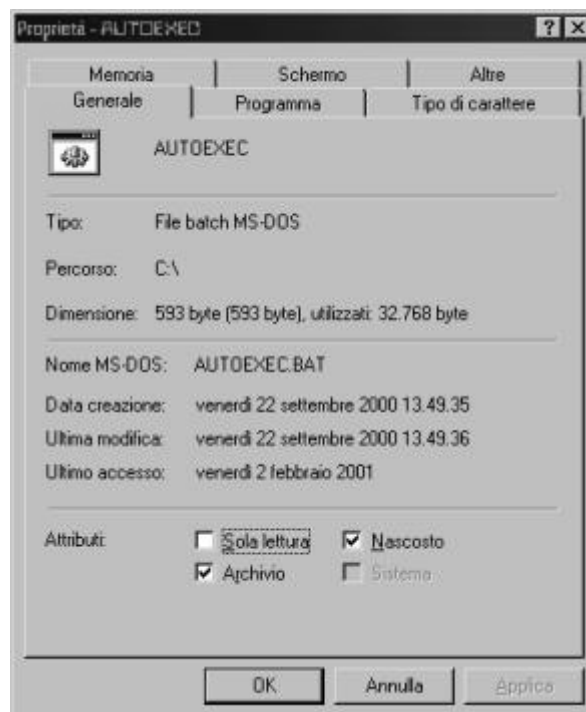 Proprietà - AUTOEXEC
Memoria Schermo Altre
Generale Programma Tipo di carattere
AUTOEXEC
Tipo: File batch MS-DOS
Percorso: C:\
Dimensione: 593 byte (593 byte), utilizzati: 32.768 byte
Nome MS-DOS: AUTOEXEC.BAT
Data creazione: venerdì 22 settembre 2000 13.49.35
Ultima modifica: venerdì 22 settembre 2000 13.49.36
Ultimo accesso: venerdì 2 febbraio 2001
Attributi: Sola lettura Nascosto
Archivio Sistema
OK Annulla Applica